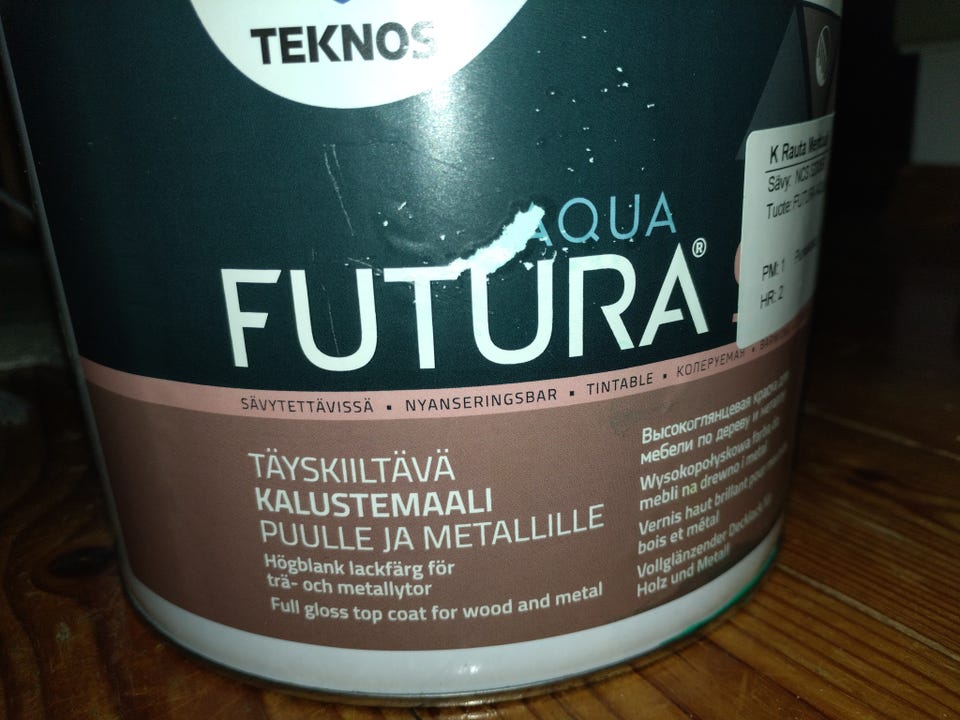 TEKNOS
AQUA
FUTURA®
SÄVYTETTÄVISSÄ ▪ NYANSERINGSBAR ▪ TINTABLE ▪ КОЛЕРУЕМАЯ ▪
TÄYSKIILTÄVÄ
KALUSTEMAALI
PUULLE JA METALLILLE
Högblank lackfärg för
trä- och metallytor
Full gloss top coat for wood and metal
Высокоглянцевая краска для
мебели по дереву и металлу
Wysokopołyskowa farba do
mebli na drewno i metal
Vernis haut brillant pour
bois et métal
Vollglänzender Decklack für
Holz und Metall
K Rauta
Sävy: NCS
Tuote: FUTURA
PM: 1
HR: 2